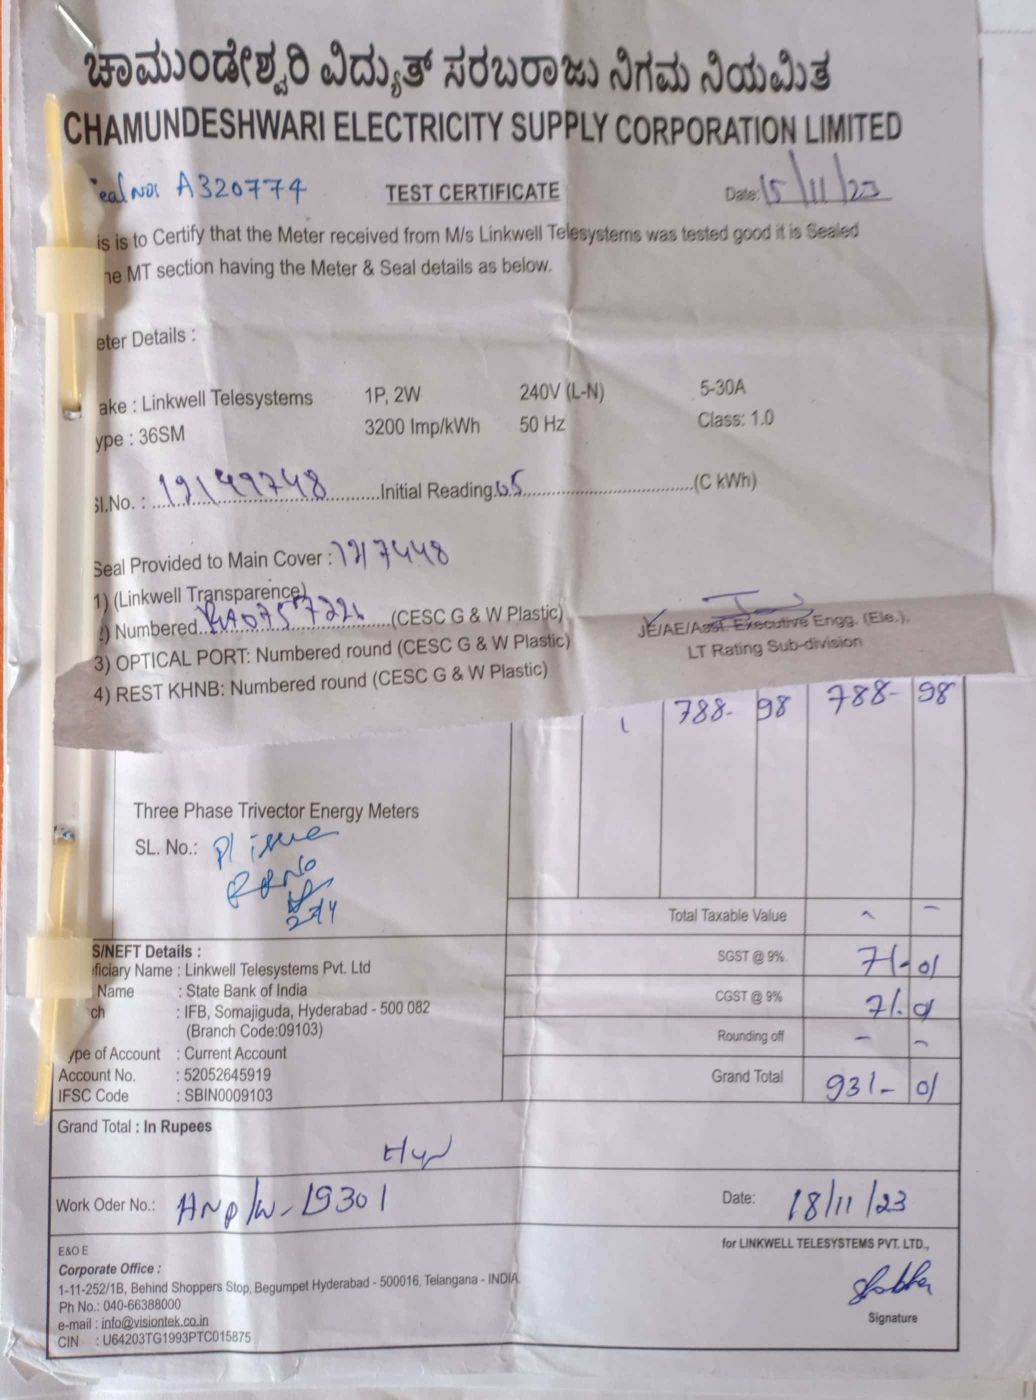 ಚಾಮುಂಡೇಶ್ವರಿ ವಿದ್ಯುತ್ ಸರಬರಾಜು ನಿಗಮ ನಿಯಮಿತ
CHAMUNDESHWARI ELECTRICITY SUPPLY CORPORATION LIMITED
eal No: A320774 TEST CERTIFICATE Date: 15/11/23
is is to Certify that the Meter received from M/s Linkwell Telesystems was tested good it is Sealed
he MT section having the Meter & Seal details as below.
eter Details :
ake : Linkwell Telesystems 1P, 2W 240V (L-N) 5-30A
ype : 36SM 3200 Imp/kWh 50 Hz Class: 1.0
Sl.No. : 12149748 Initial Reading 65 (C kWh)
Seal Provided to Main Cover :
1) (Linkwell Transparence)
) Numbered (CESC G & W Plastic)
3) OPTICAL PORT: Numbered round (CESC G & W Plastic)
4) REST KHNB: Numbered round (CESC G & W Plastic)
JE/AE/Asst. Executive Engg. (Ele.),
LT Rating Sub-division
1 788- 98 788- 98
Three Phase Trivector Energy Meters
SL. No.:
Total Taxable Value
S/NEFT Details : SGST @ 9% 71-01
ficiary Name : Linkwell Telesystems Pvt. Ltd
Name : State Bank of India CGST @ 9% 71-01
ch : IFB, Somajiguda, Hyderabad - 500 082
(Branch Code:09103) Rounding off
ype of Account : Current Account
Account No. : 52052645919 Grand Total 931-01
IFSC Code : SBIN0009103
Grand Total : In Rupees
Work Oder No.: HNP/W-19301 Date: 18/11/23
E&O E for LINKWELL TELESYSTEMS PVT. LTD.,
Corporate Office :
1-11-252/1B, Behind Shoppers Stop, Begumpet Hyderabad - 500016, Telangana - INDIA
Ph No.: 040-66388000
e-mail : info@visiontek.co.in Signature
CIN : U64203TG1993PTC015875